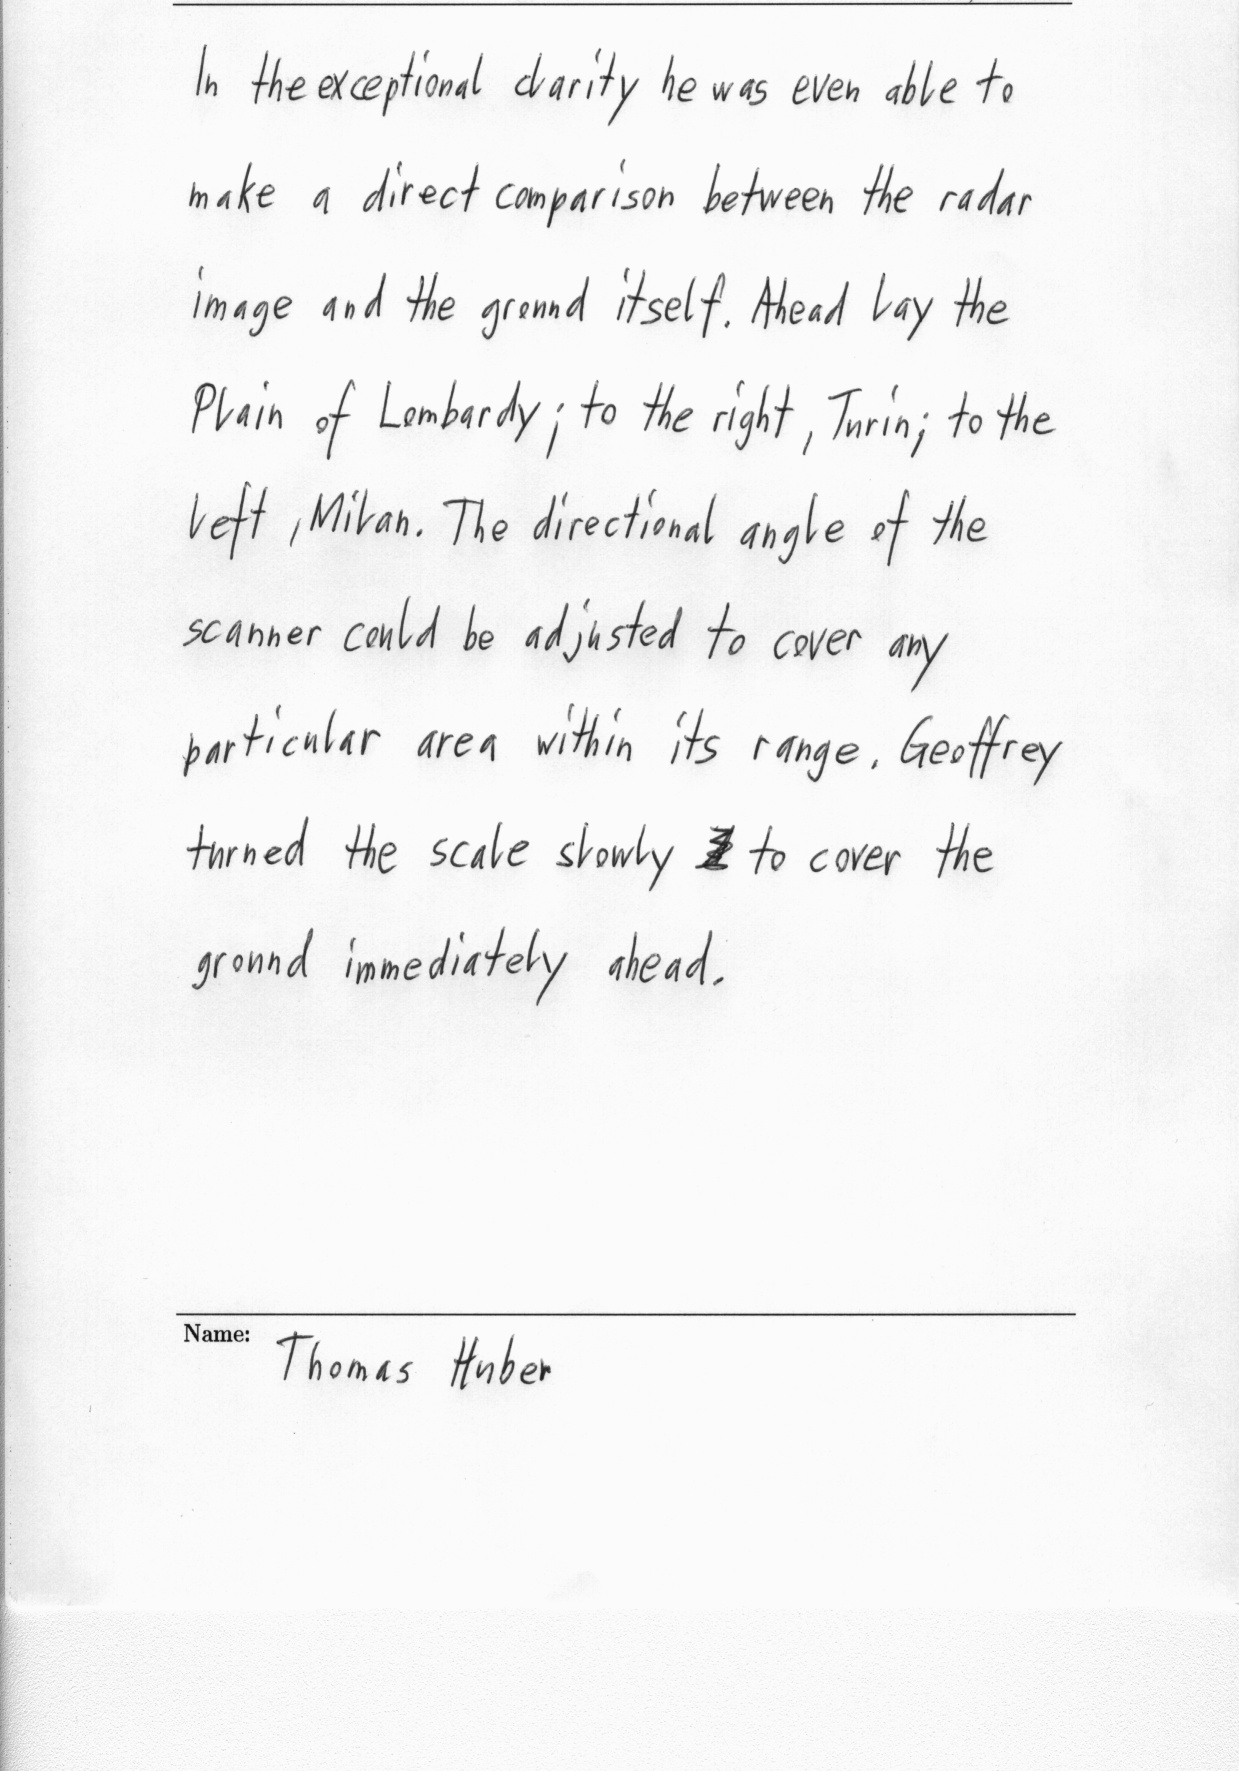 In the exceptional clarity he was even able to
make a direct comparison between the radar
image and the ground itself. Ahead lay the
Plain of Lombardy; to the right, Turin; to the
left, Milan. The directional angle of the
scanner could be adjusted to cover any
particular area within its range. Geoffrey
turned the scale slowly to cover the
ground immediately ahead.
Name: Thomas Huber